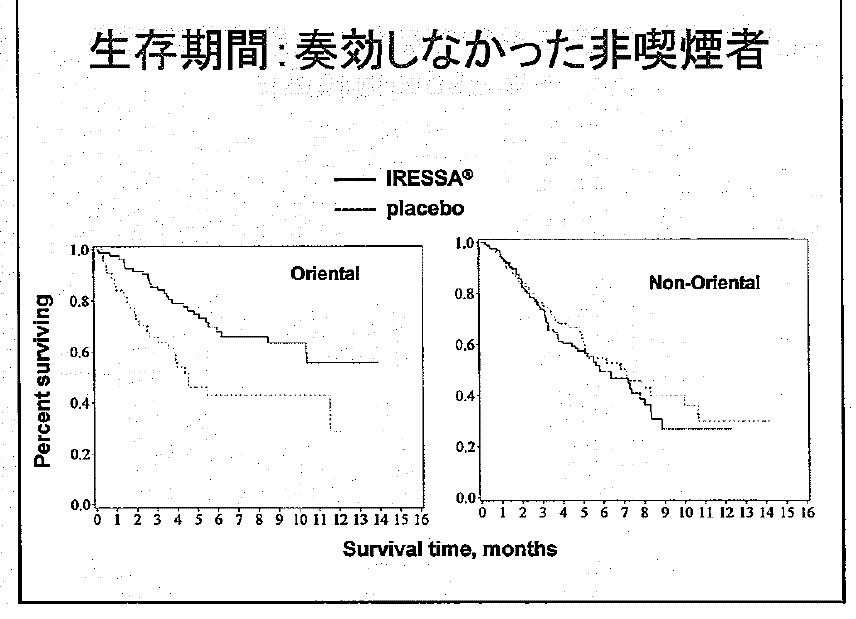 生存期間：奏効しなかった非喫煙者
IRESSA®
placebo
Percent surviving
Oriental
1.0
0.8
0.6
0.4
0.2
0.0
0 1 2 3 4 5 6 7 8 9 10 11 12 13 14 15 16
Non-Oriental
1.0
0.8
0.6
0.4
0.2
0.0
0 1 2 3 4 5 6 7 8 9 10 11 12 13 14 15 16
Survival time, months